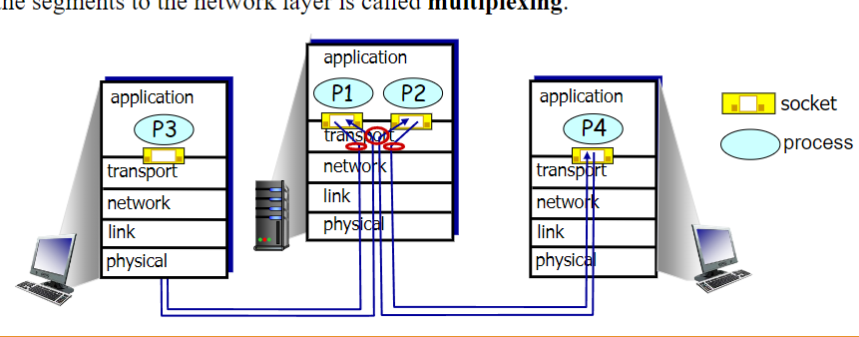 the segments to the network layer is called multiplexing.
application
P1 P2
transport
network
link
physical
application
P3
transport
network
link
physical
application
P4
transport
network
link
physical
socket
process